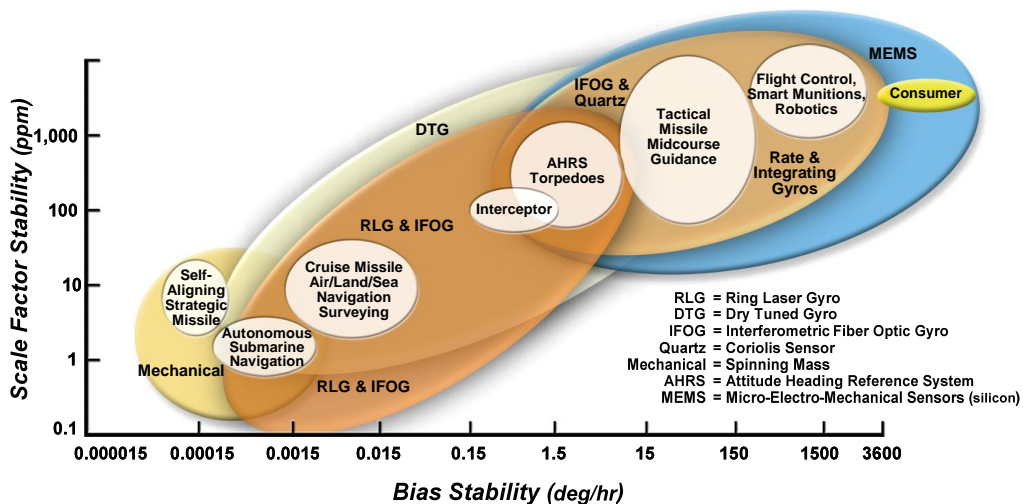 MEMS
IFOG &
Quartz
Flight Control,
Smart Munitions,
Robotics
Consumer
DTG
Tactical
Missile
Midcourse
Guidance
AHRS
Torpedoes
Rate &
Integrating
Gyros
Interceptor
RLG & IFOG
Self-
Aligning
Strategic
Missile
Cruise Missile
Air/Land/Sea
Navigation
Surveying
Autonomous
Submarine
Navigation
Mechanical
RLG & IFOG
RLG = Ring Laser Gyro
DTG = Dry Tuned Gyro
IFOG = Interferometric Fiber Optic Gyro
Quartz = Coriolis Sensor
Mechanical = Spinning Mass
AHRS = Attitude Heading Reference System
MEMS = Micro-Electro-Mechanical Sensors (silicon)
Scale Factor Stability (ppm)
1,000
100
10
1
0.1
0.000015 0.00015 0.0015 0.015 0.15 1.5 15 150 1500 3600
Bias Stability (deg/hr)